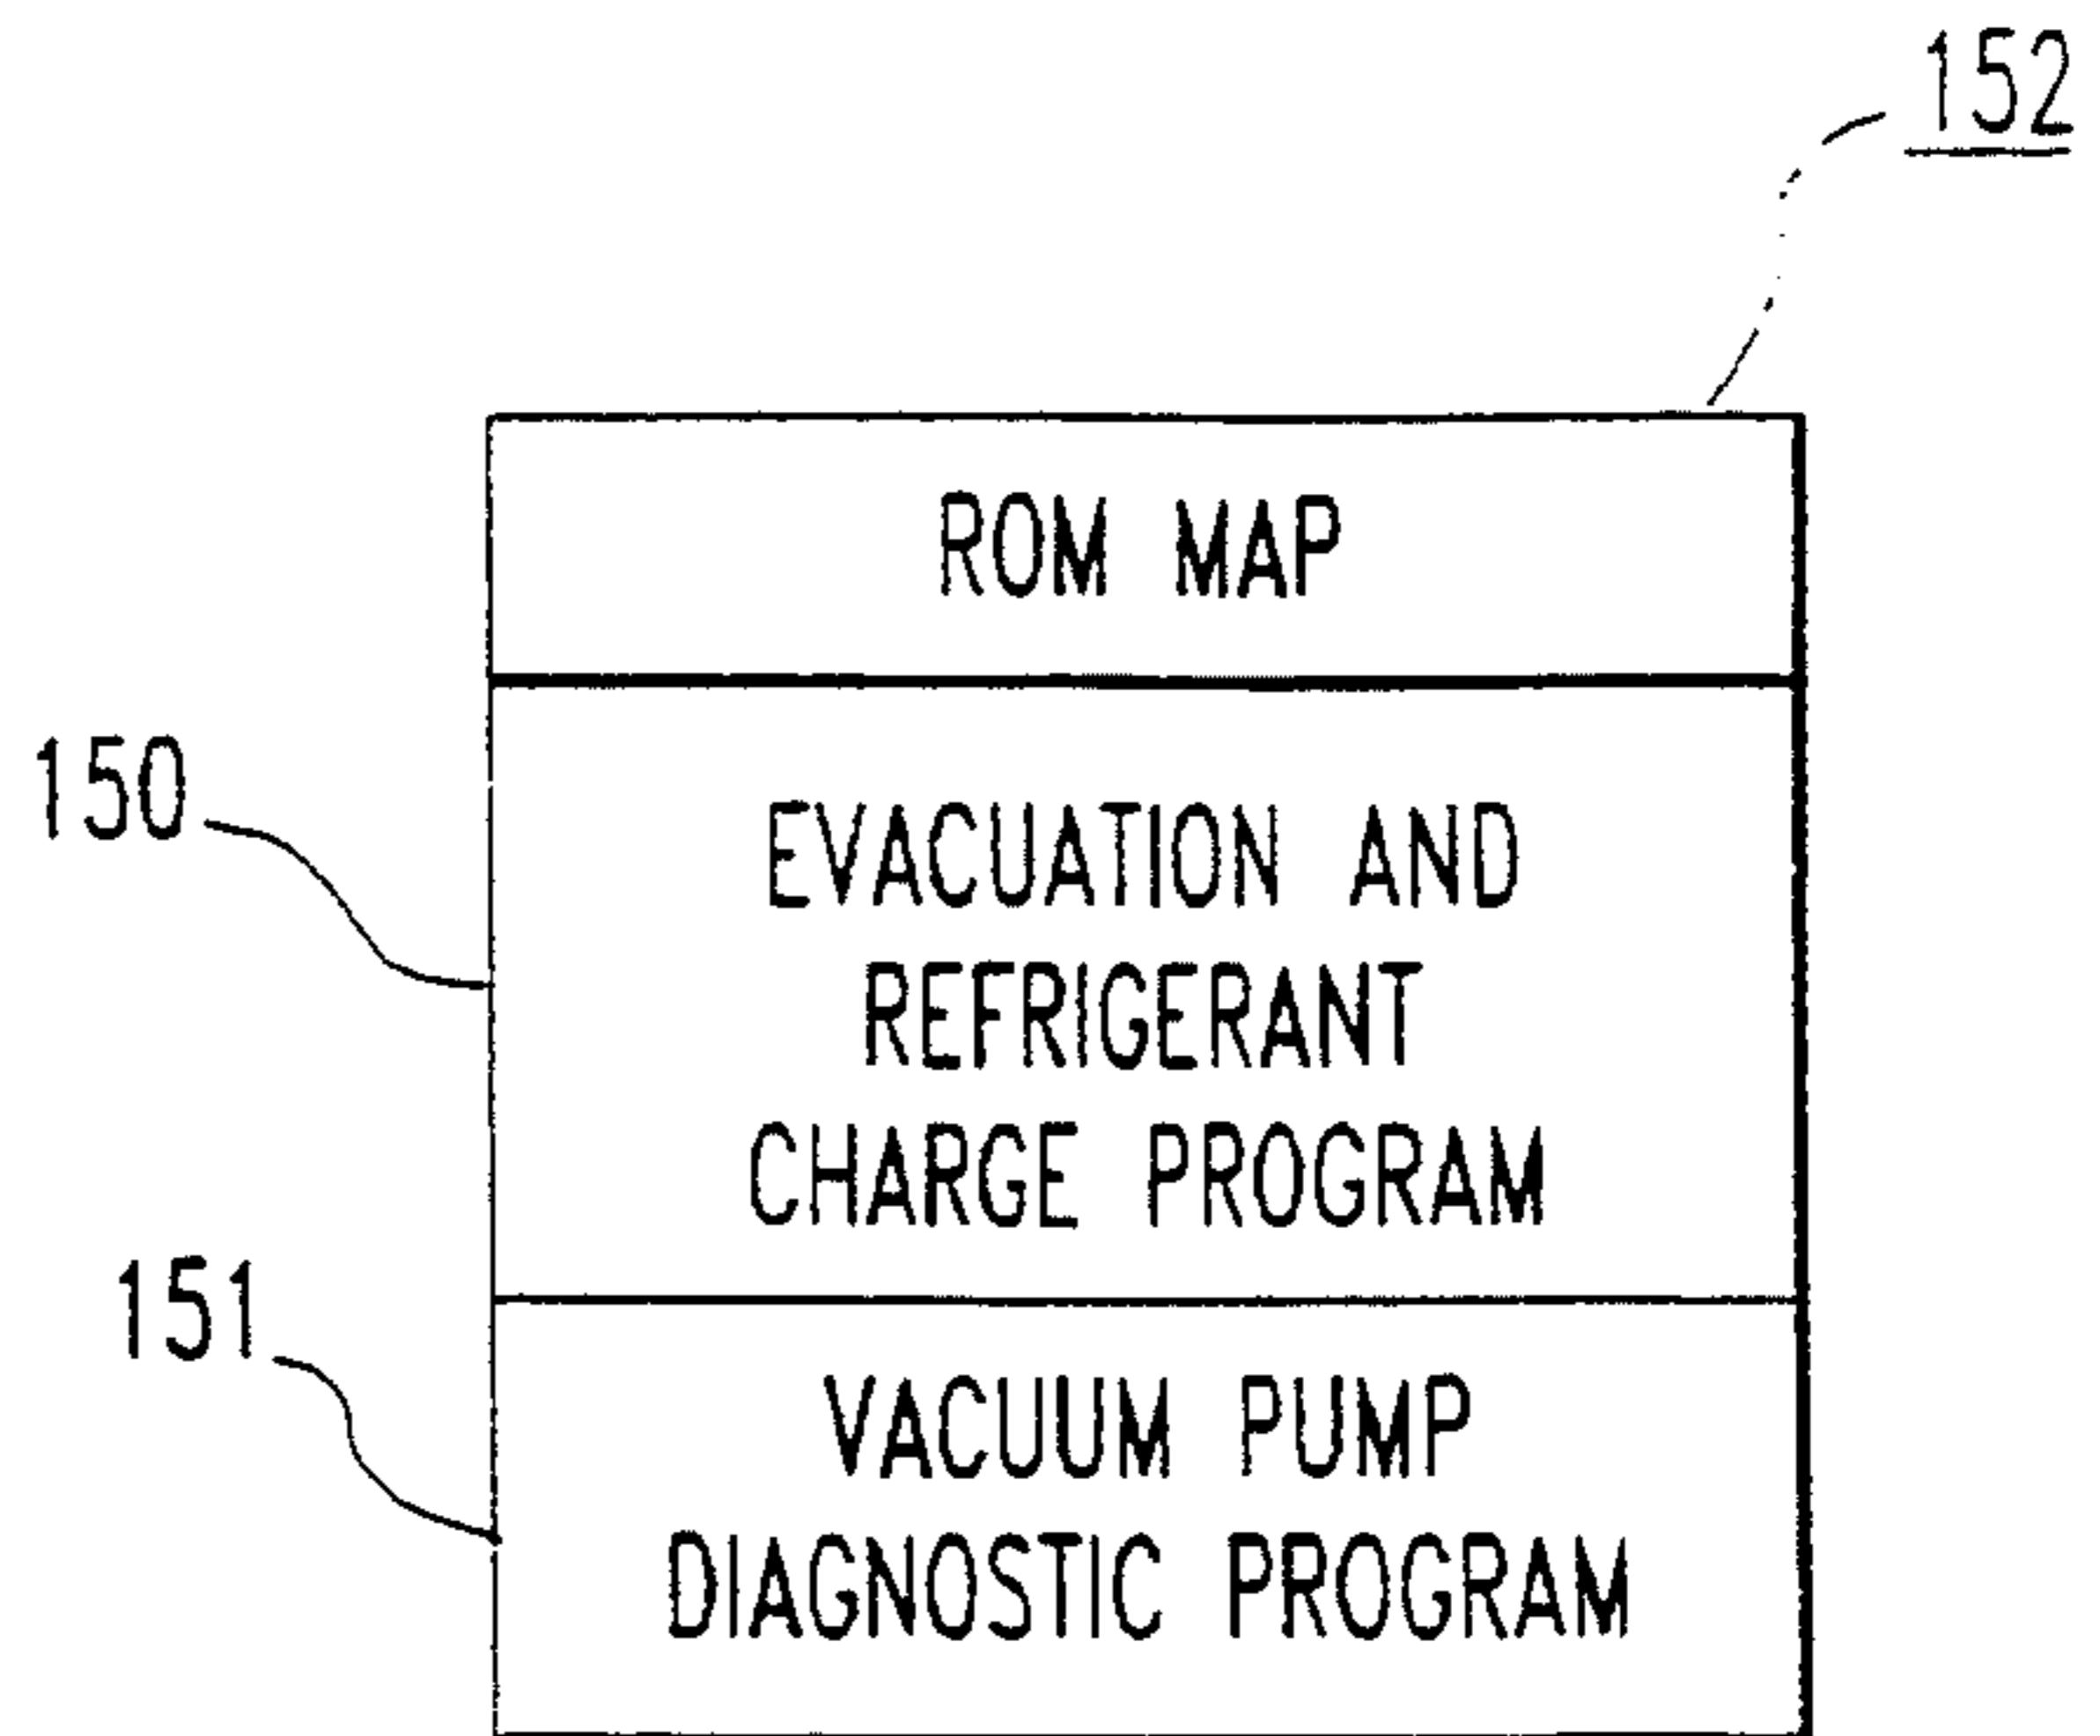 152
ROM MAP
150
EVACUATION AND
REFRIGERANT
CHARGE PROGRAM
151
VACUUM PUMP
DIAGNOSTIC PROGRAM